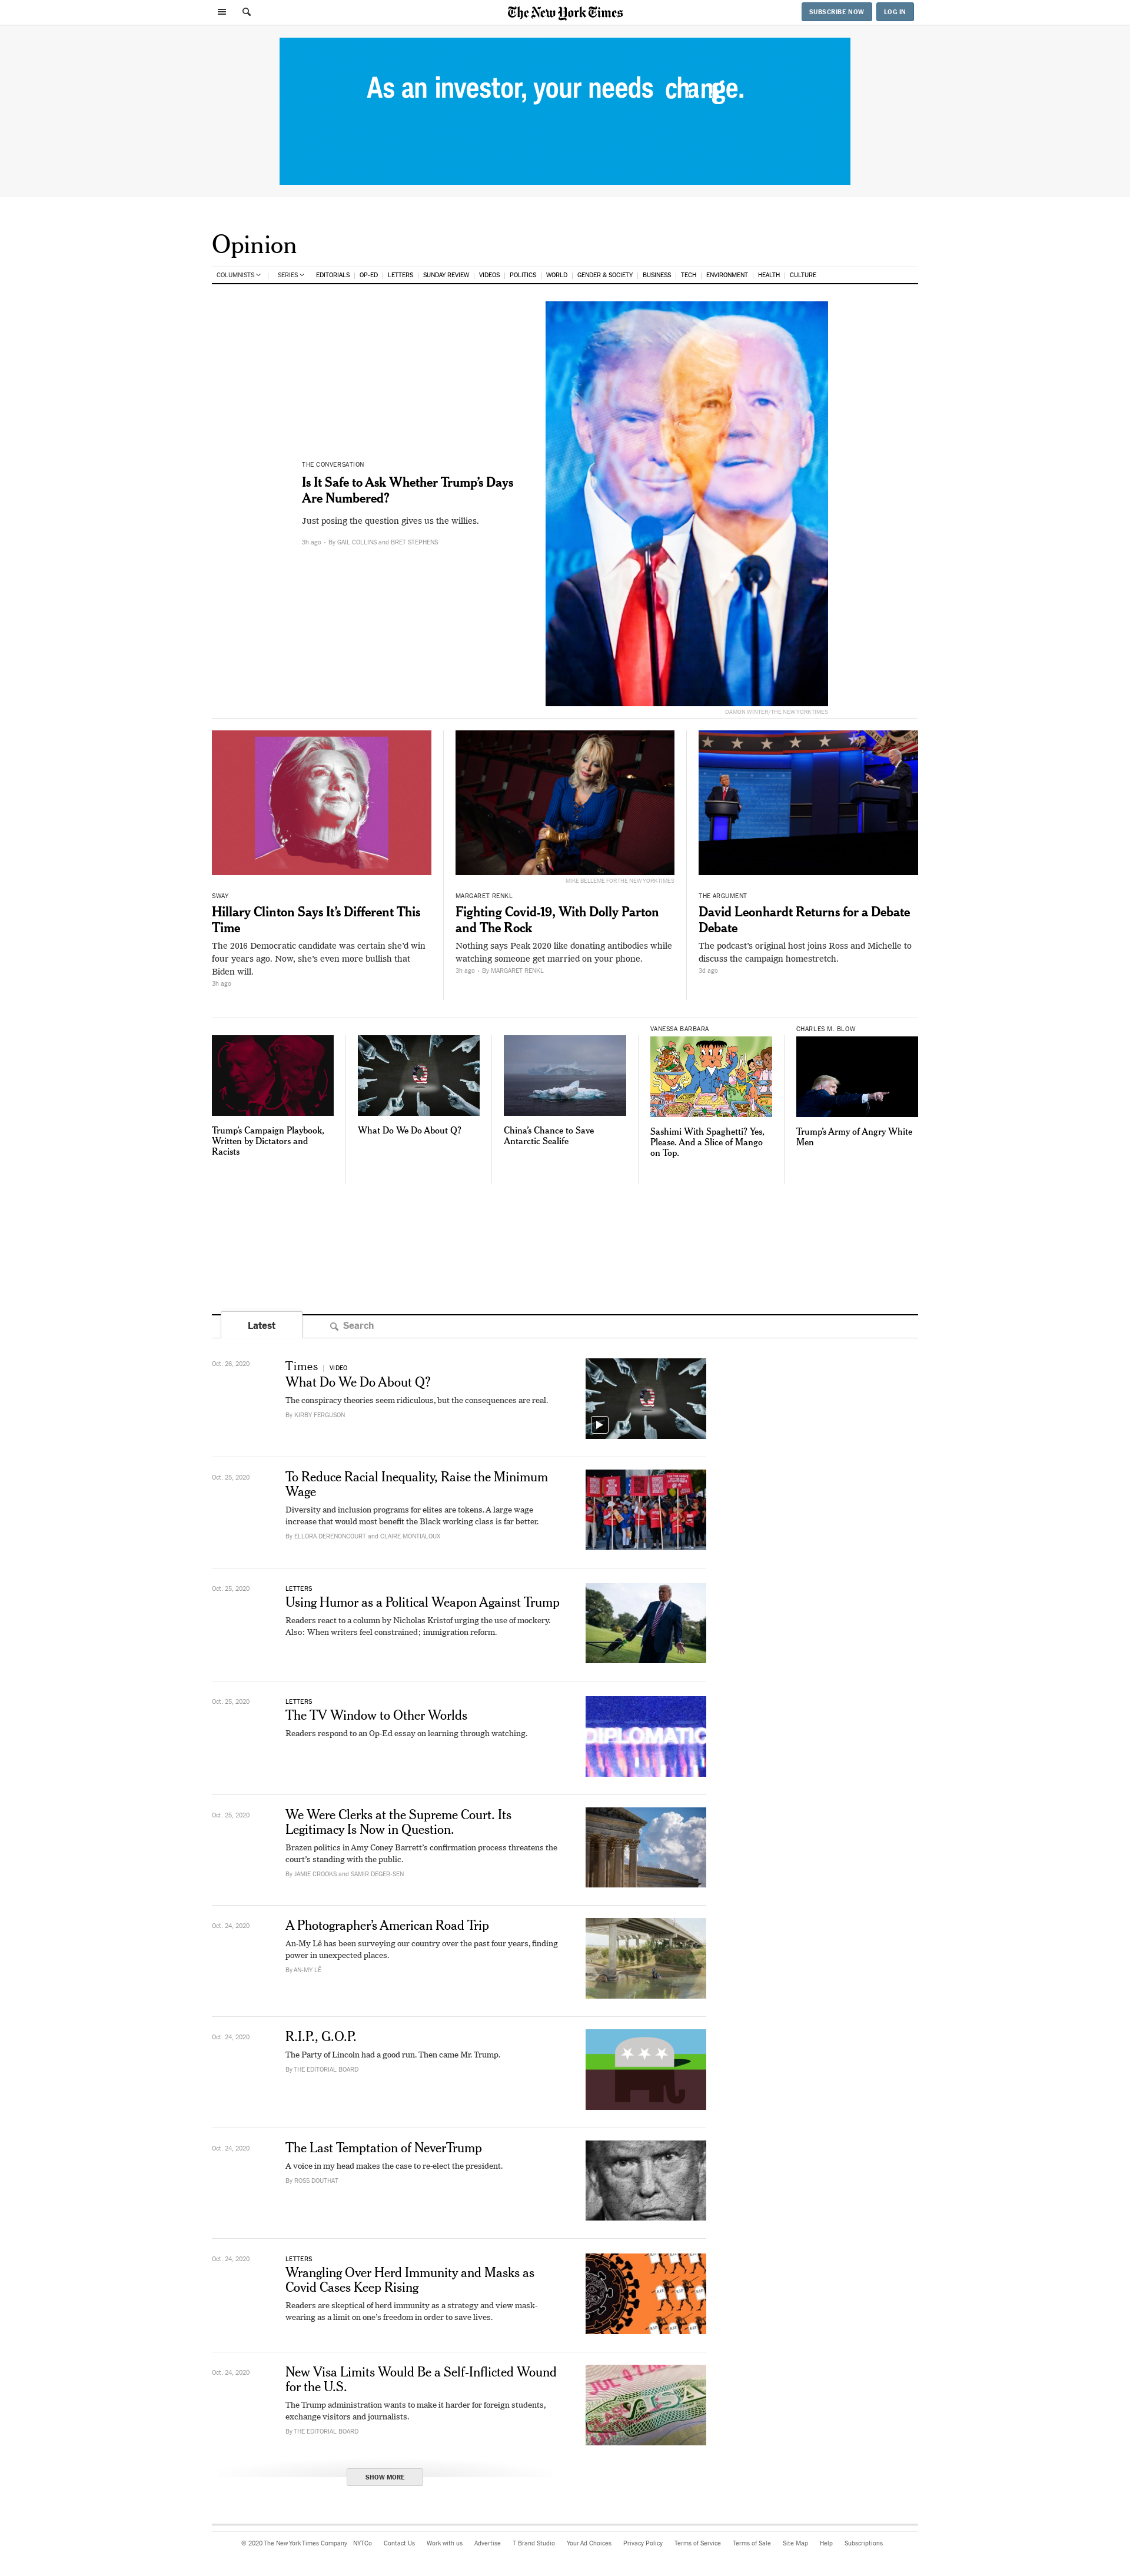 The New York Times
SUBSCRIBE NOW
LOG IN
As an investor, your needs change.
Opinion
COLUMNISTS
SERIES
EDITORIALS
OP-ED
LETTERS
SUNDAY REVIEW
VIDEOS
POLITICS
WORLD
GENDER & SOCIETY
BUSINESS
TECH
ENVIRONMENT
HEALTH
CULTURE
THE CONVERSATION
Is It Safe to Ask Whether Trump’s Days
Are Numbered?
Just posing the question gives us the willies.
3h ago - By GAIL COLLINS and BRET STEPHENS
DAMON WINTER/THE NEW YORK TIMES
SWAY
Hillary Clinton Says It’s Different This
Time
The 2016 Democratic candidate was certain she’d win
four years ago. Now, she’s even more bullish that
Biden will.
3h ago
MIKE BELLEME FOR THE NEW YORK TIMES
MARGARET RENKL
Fighting Covid-19, With Dolly Parton
and The Rock
Nothing says Peak 2020 like donating antibodies while
watching someone get married on your phone.
3h ago - By MARGARET RENKL
THE ARGUMENT
David Leonhardt Returns for a Debate
Debate
The podcast’s original host joins Ross and Michelle to
discuss the campaign homestretch.
3d ago
Trump’s Campaign Playbook,
Written by Dictators and
Racists
Q
What Do We Do About Q?
China’s Chance to Save
Antarctic Sealife
VANESSA BARBARA
Sashimi With Spaghetti? Yes,
Please. And a Slice of Mango
on Top.
CHARLES M. BLOW
Trump’s Army of Angry White
Men
Latest
Search
Oct. 26, 2020
Times | VIDEO
What Do We Do About Q?
The conspiracy theories seem ridiculous, but the consequences are real.
By KIRBY FERGUSON
Q
Oct. 25, 2020
To Reduce Racial Inequality, Raise the Minimum
Wage
Diversity and inclusion programs for elites are tokens. A large wage
increase that would most benefit the Black working class is far better.
By ELLORA DERENONCOURT and CLAIRE MONTIALOUX
Oct. 25, 2020
LETTERS
Using Humor as a Political Weapon Against Trump
Readers react to a column by Nicholas Kristof urging the use of mockery.
Also: When writers feel constrained; immigration reform.
Oct. 25, 2020
LETTERS
The TV Window to Other Worlds
Readers respond to an Op-Ed essay on learning through watching.
DIPLOMATIC
Oct. 25, 2020
We Were Clerks at the Supreme Court. Its
Legitimacy Is Now in Question.
Brazen politics in Amy Coney Barrett’s confirmation process threatens the
court’s standing with the public.
By JAMIE CROOKS and SAMIR DEGER-SEN
Oct. 24, 2020
A Photographer’s American Road Trip
An-My Lê has been surveying our country over the past four years, finding
power in unexpected places.
By AN-MY LÊ
Oct. 24, 2020
R.I.P., G.O.P.
The Party of Lincoln had a good run. Then came Mr. Trump.
By THE EDITORIAL BOARD
Oct. 24, 2020
The Last Temptation of NeverTrump
A voice in my head makes the case to re-elect the president.
By ROSS DOUTHAT
Oct. 24, 2020
LETTERS
Wrangling Over Herd Immunity and Masks as
Covid Cases Keep Rising
Readers are skeptical of herd immunity as a strategy and view mask-
wearing as a limit on one’s freedom in order to save lives.
Oct. 24, 2020
New Visa Limits Would Be a Self-Inflicted Wound
for the U.S.
The Trump administration wants to make it harder for foreign students,
exchange visitors and journalists.
By THE EDITORIAL BOARD
VISA
SHOW MORE
© 2020 The New York Times Company
NYTCo
Contact Us
Work with us
Advertise
T Brand Studio
Your Ad Choices
Privacy Policy
Terms of Service
Terms of Sale
Site Map
Help
Subscriptions